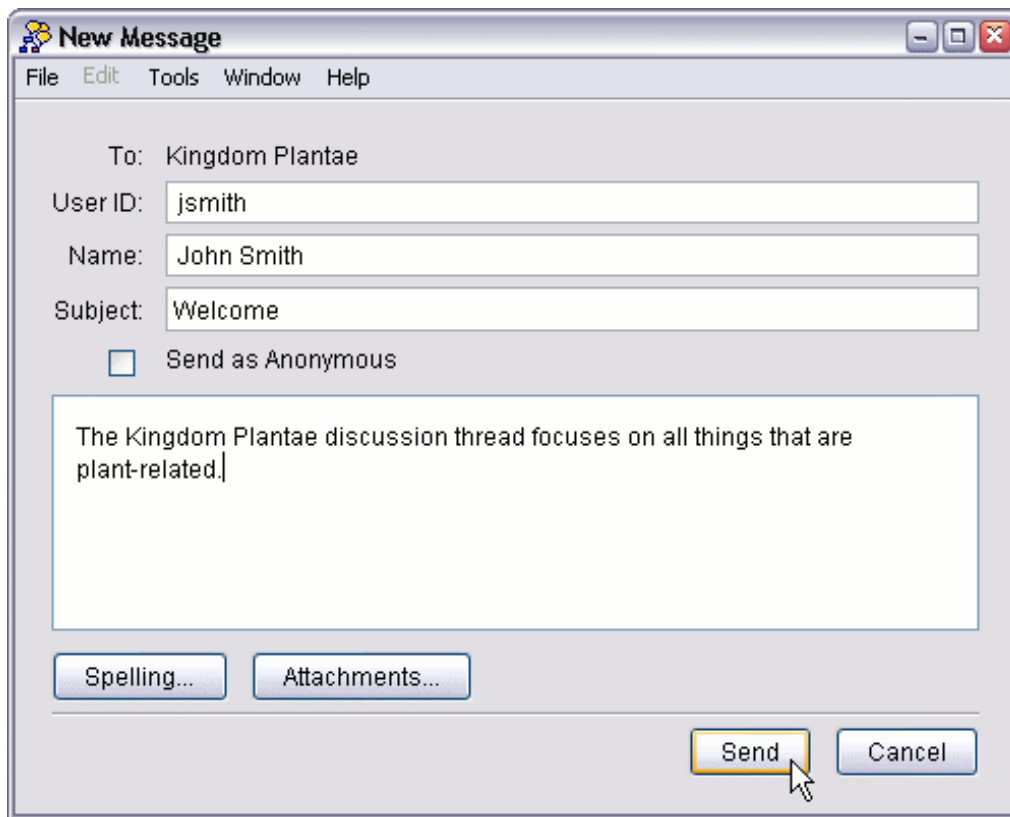 New Message
File Edit Tools Window Help
To: Kingdom Plantae
User ID: jsmith
Name: John Smith
Subject: Welcome
Send as Anonymous
The Kingdom Plantae discussion thread focuses on all things that are
plant-related.
Spelling... Attachments...
Send Cancel